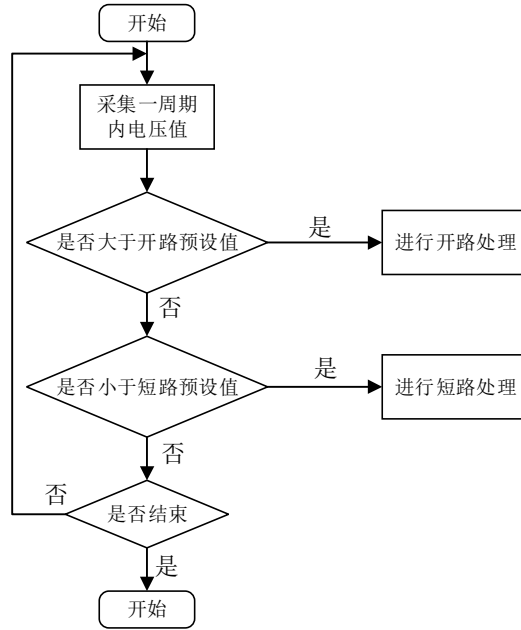 开始
采集一周期
内电压值
是否大于开路预设值
是
进行开路处理
否
是否小于短路预设值
是
进行短路处理
否
否
是否结束
是
开始